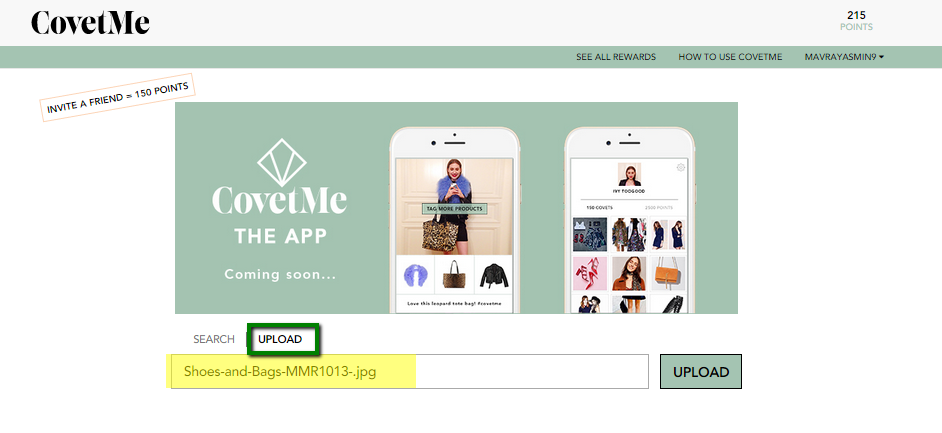 CovetMe
215
POINTS
SEE ALL REWARDS HOW TO USE COVETME MAVRAYASMIN9
INVITE A FRIEND = 150 POINTS
CovetMe
THE APP
Coming soon...
TAG MORE PRODUCTS
Love this leopard tote bag! #covetme
IVY TOOGOOD
150 COVETS 2500 POINTS
SEARCH UPLOAD
Shoes-and-Bags-MMR1013-.jpg UPLOAD